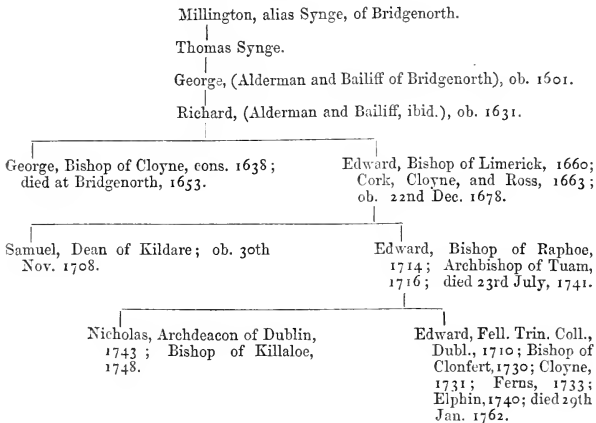 Millington, alias Synge, of Bridgenorth.
Thomas Synge.
George, (Alderman and Bailiff of Bridgenorth), ob. 1601.
Richard, (Alderman and Bailiff, ibid.), ob. 1631.
George, Bishop of Cloyne, cons. 1638;
died at Bridgenorth, 1653.
Edward, Bishop of Limerick, 1660;
Cork, Cloyne, and Ross, 1663;
ob. 22nd Dec. 1678.
Samuel, Dean of Kildare; ob. 30th
Nov. 1708.
Edward, Bishop of Raphoe,
1714; Archbishop of Tuam,
1716; died 23rd July, 1741.
Nicholas, Archdeacon of Dublin,
1743; Bishop of Killaloe,
1748.
Edward, Fell. Trin. Coll.,
Dubl., 1710; Bishop of
Clonfert, 1730; Cloyne,
1731; Ferns, 1733;
Elphin, 1740; died 29th
Jan. 1762.